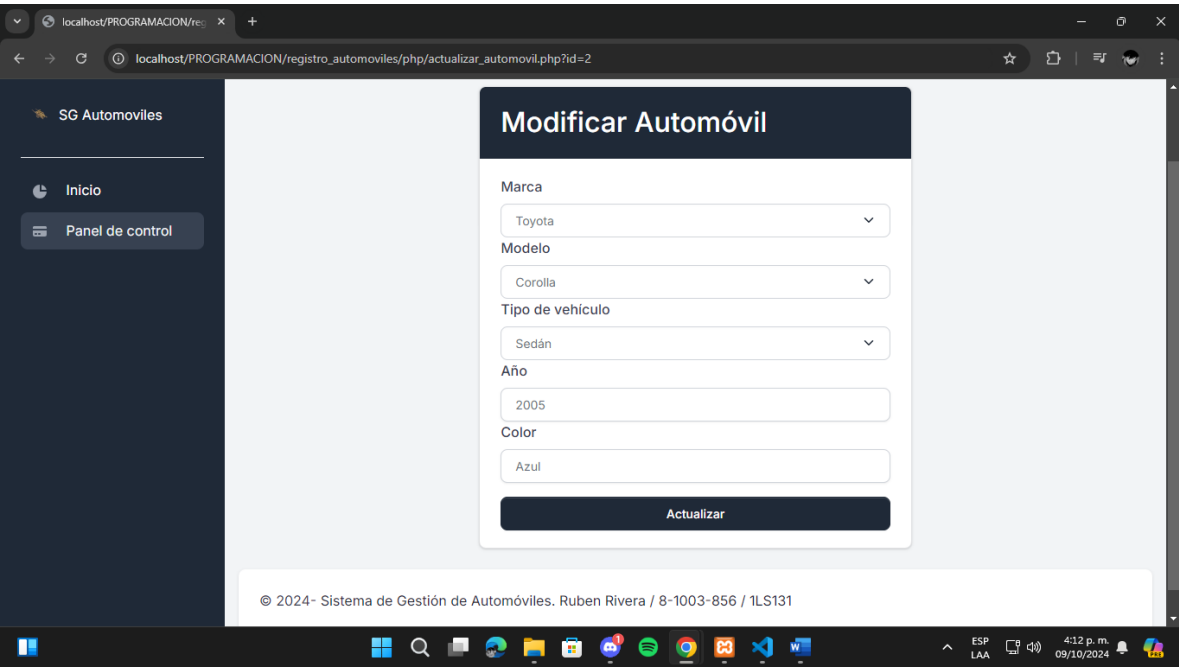 localhost/PROGRAMACION/reg
localhost/PROGRAMACION/registro_automoviles/php/actualizar_automovil.php?id=2
SG Automoviles
Inicio
Panel de control
Modificar Automóvil
Marca
Toyota
Modelo
Corolla
Tipo de vehículo
Sedán
Año
2005
Color
Azul
Actualizar
© 2024- Sistema de Gestión de Automóviles. Ruben Rivera / 8-1003-856 / 1LS131
ESP
LAA
4:12 p. m.
09/10/2024
1
W
PRE